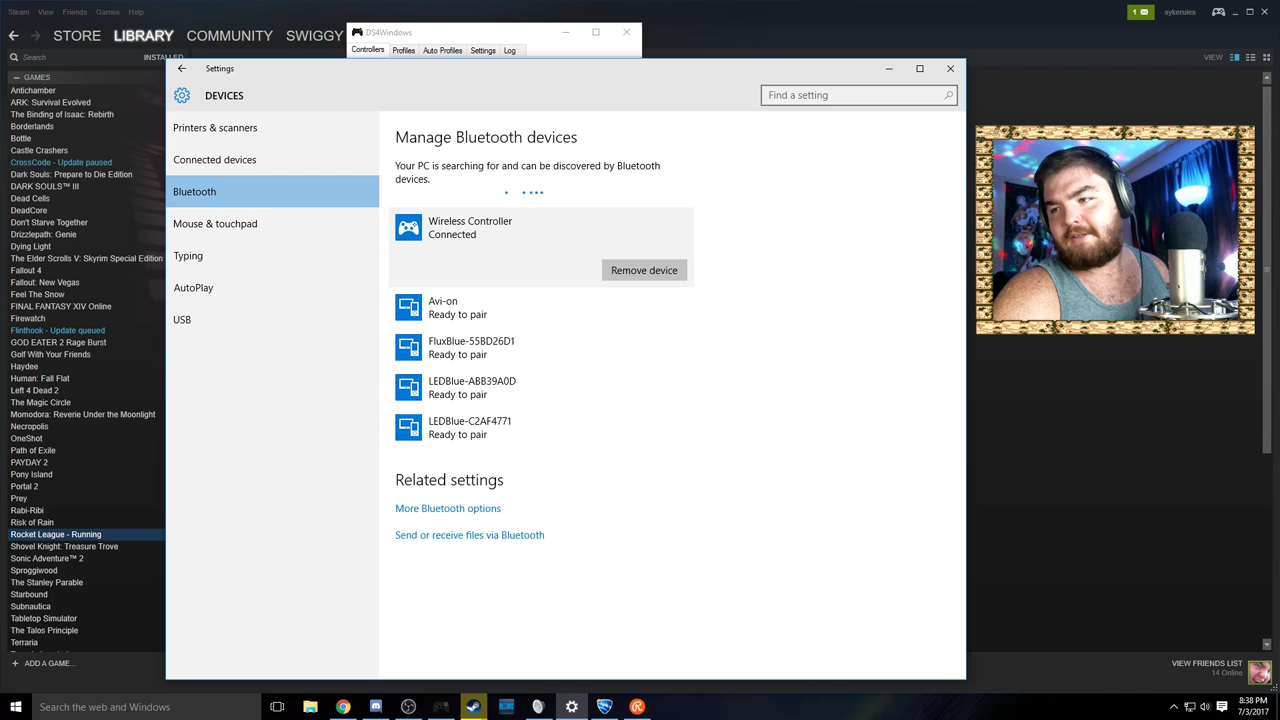 Steam View Friends Games Help
1
sykerules
STORE LIBRARY COMMUNITY SWIGGY
DS4Windows
Controllers Profiles Auto Profiles Settings Log
Search
INSTALLED
VIEW
GAMES
Antichamber
ARK: Survival Evolved
The Binding of Isaac: Rebirth
Borderlands
Bottle
Castle Crashers
CrossCode - Update paused
Dark Souls: Prepare to Die Edition
DARK SOULS™ III
Dead Cells
DeadCore
Don't Starve Together
Drizzlepath: Genie
Dying Light
The Elder Scrolls V: Skyrim Special Edition
Fallout 4
Fallout: New Vegas
Feel The Snow
FINAL FANTASY XIV Online
Firewatch
Flinthook - Update queued
GOD EATER 2 Rage Burst
Golf With Your Friends
Haydee
Human: Fall Flat
Left 4 Dead 2
The Magic Circle
Momodora: Reverie Under the Moonlight
Necropolis
OneShot
Path of Exile
PAYDAY 2
Pony Island
Portal 2
Prey
Rabi-Ribi
Risk of Rain
Rocket League - Running
Shovel Knight: Treasure Trove
Sonic Adventure™ 2
Sproggiwood
The Stanley Parable
Starbound
Subnautica
Tabletop Simulator
The Talos Principle
Terraria
ADD A GAME...
Settings
DEVICES
Find a setting
Printers & scanners
Connected devices
Bluetooth
Mouse & touchpad
Typing
AutoPlay
USB
Manage Bluetooth devices
Your PC is searching for and can be discovered by Bluetooth
devices.
Wireless Controller
Connected
Remove device
Avi-on
Ready to pair
FluxBlue-55BD26D1
Ready to pair
LEDBlue-ABB39A0D
Ready to pair
LEDBlue-C2AF4771
Ready to pair
Related settings
More Bluetooth options
Send or receive files via Bluetooth
VIEW FRIENDS LIST
14 Online
Search the web and Windows
8:38 PM
7/3/2017